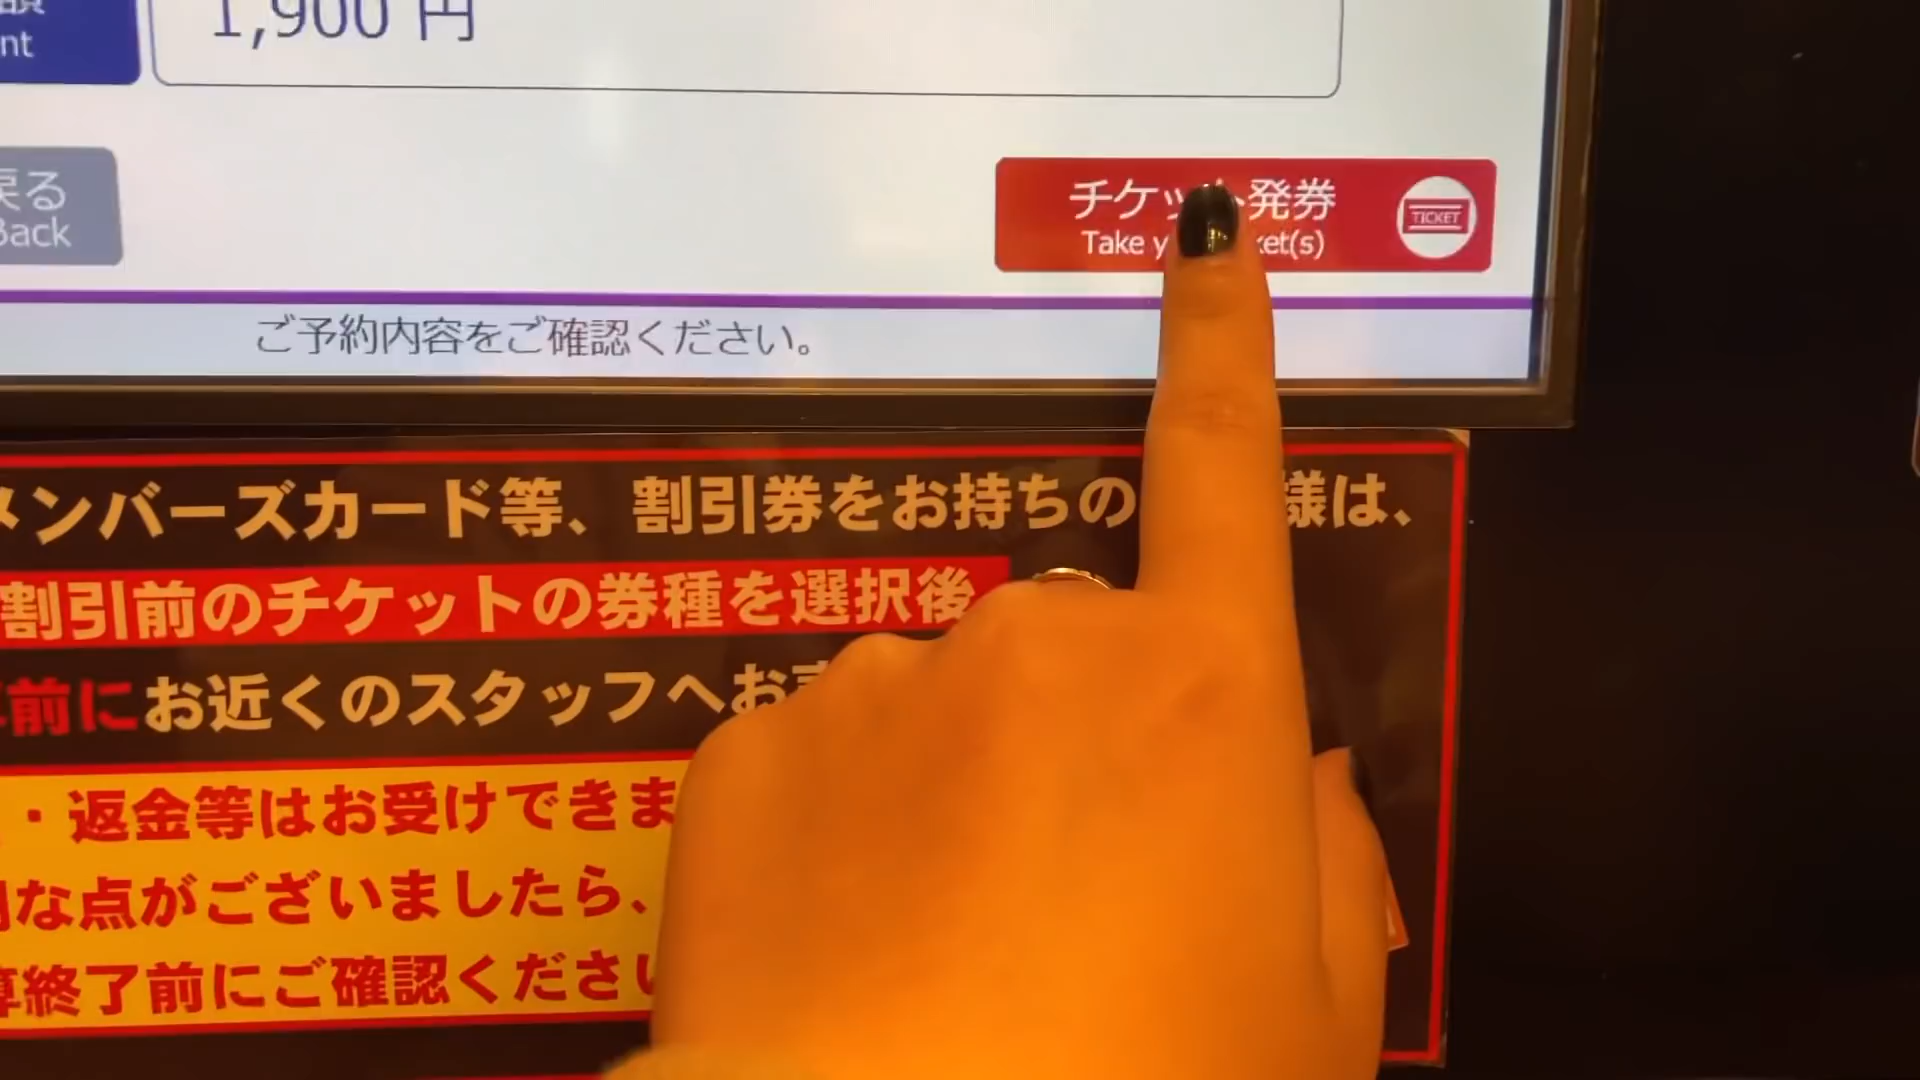 1,900 円
nt
戻る
Back
チケット発券
Take y ket(s)
TICKET
ご予約内容をご確認ください。
メンバーズカード等、割引券をお持ちの 様は、
割引前のチケットの券種を選択後
前にお近くのスタッフへお
・返金等はお受けできま
な点がございましたら、
算終了前にご確認くださ